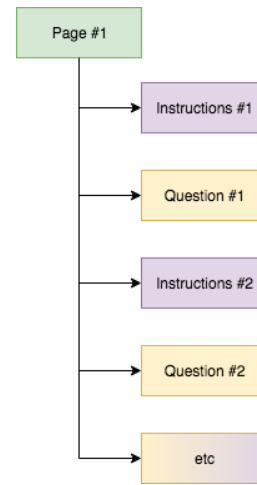 Page #1
Instructions #1
Question #1
Instructions #2
Question #2
etc